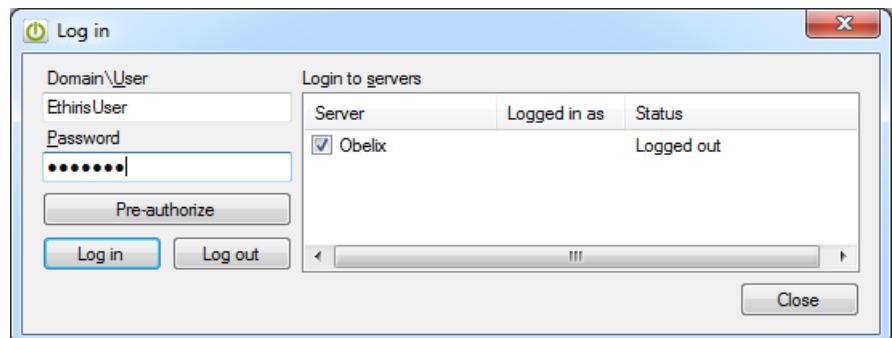 Log in
Domain\User
EthirisUser
Password
•••••••
Pre-authorize
Log in
Log out
Login to servers
Server Logged in as Status
Obelix Logged out
Close